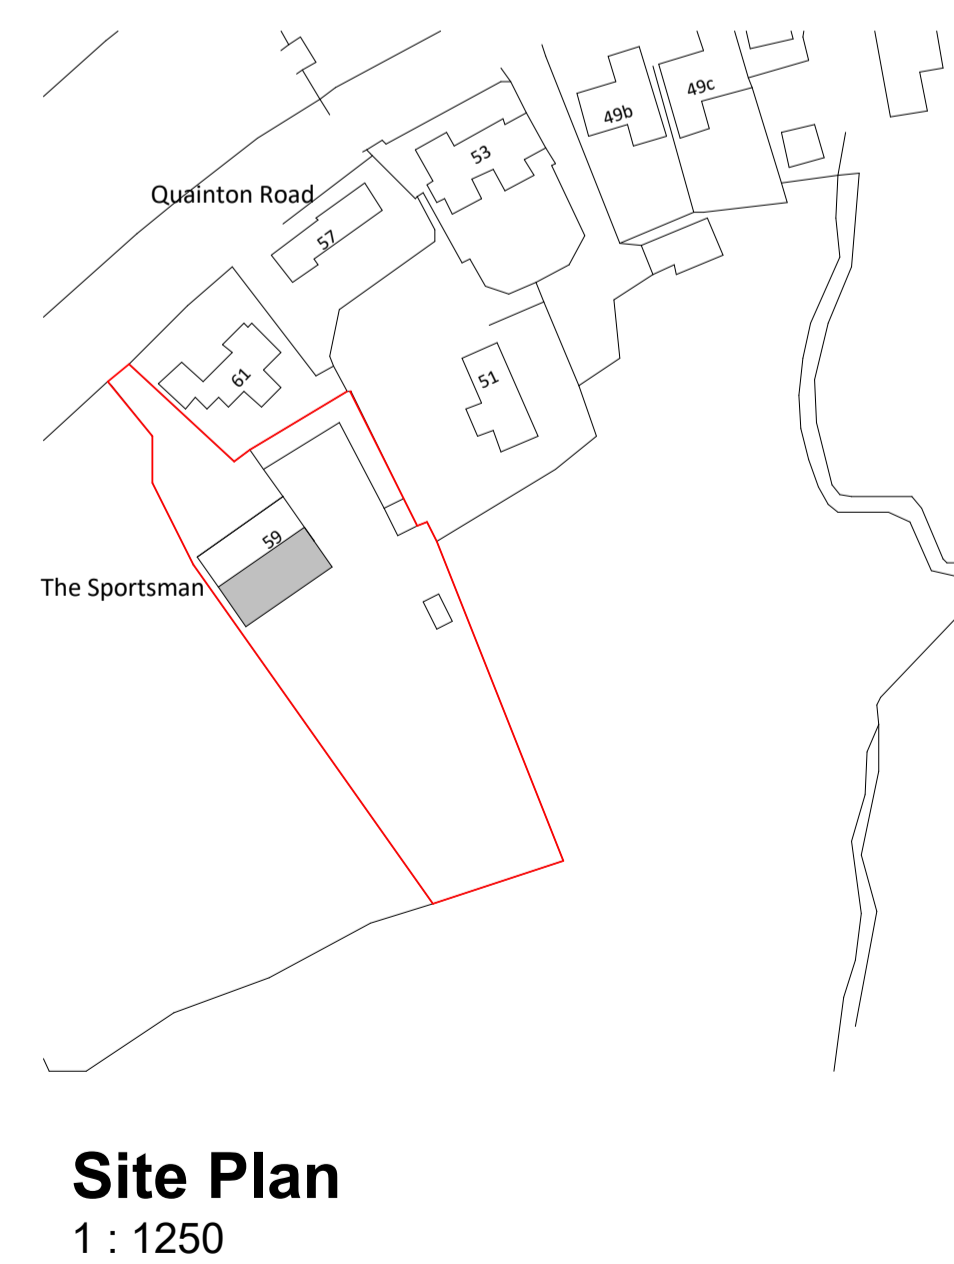 49b
49c
53
Quainton Road
57
61
51
59
The Sportsman
Site Plan
1 : 1250